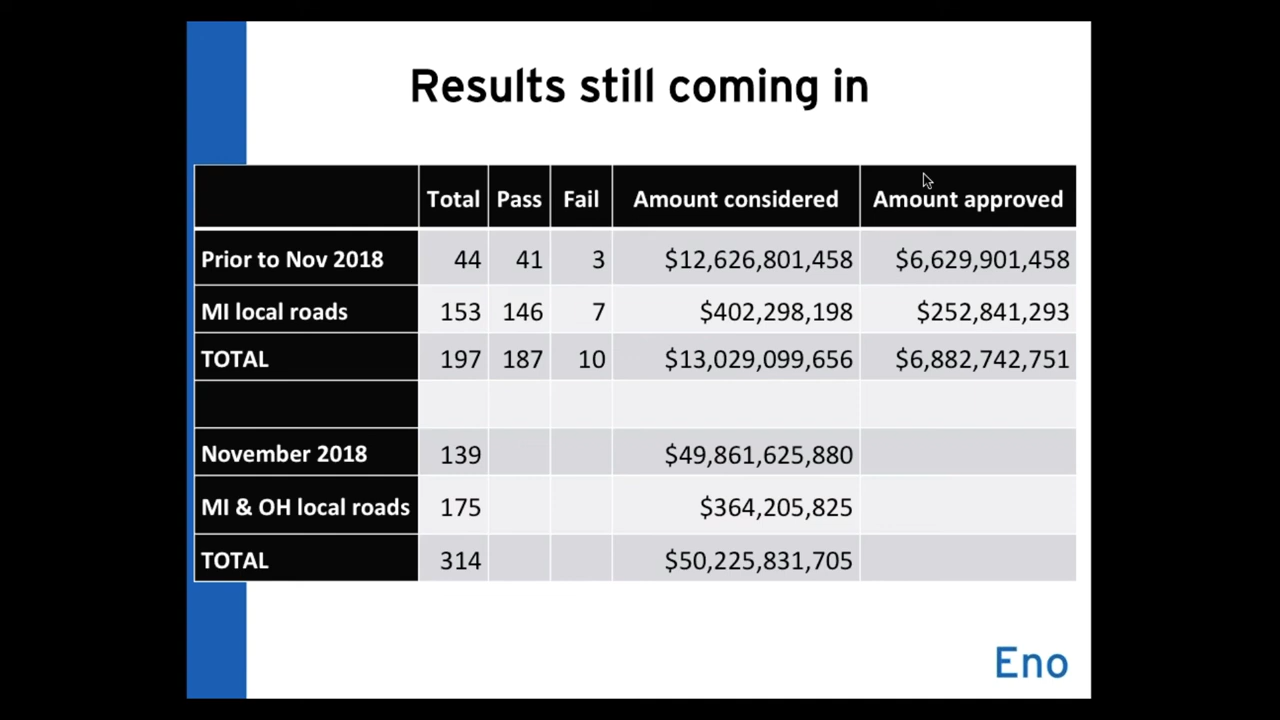 Results still coming in
Total Pass Fail Amount considered Amount approved
Prior to Nov 2018 44 41 3 $12,626,801,458 $6,629,901,458
MI local roads 153 146 7 $402,298,198 $252,841,293
TOTAL 197 187 10 $13,029,099,656 $6,882,742,751
November 2018 139 $49,861,625,880
MI & OH local roads 175 $364,205,825
TOTAL 314 $50,225,831,705
Eno